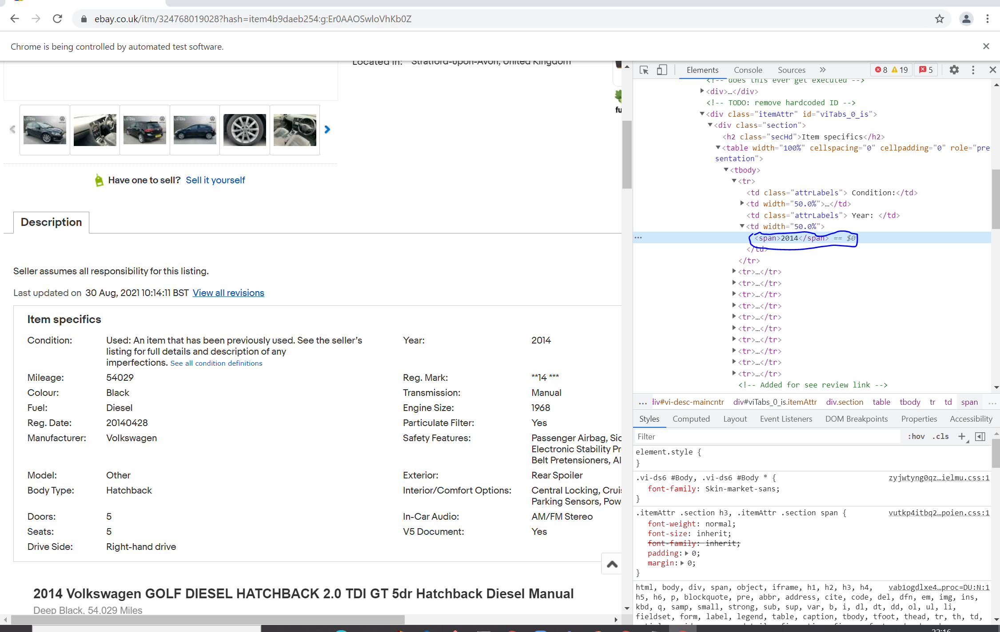 ebay.co.uk/itm/324768019028?hash=item4b9daeb254:g:Er0AAOSwloVhKb0Z
Chrome is being controlled by automated test software.
Located in: Stratford-upon-Avon, United Kingdom
fu
Have one to sell? Sell it yourself
Description
Seller assumes all responsibility for this listing.
Last updated on 30 Aug, 2021 10:14:11 BST View all revisions
Item specifics
Condition: Used: An item that has been previously used. See the seller's Year: 2014
listing for full details and description of any
imperfections. See all condition definitions
Mileage: 54029 Reg. Mark: **14 ***
Colour: Black Transmission: Manual
Fuel: Diesel Engine Size: 1968
Reg. Date: 20140428 Particulate Filter: Yes
Manufacturer: Volkswagen Safety Features: Passenger Airbag, Sid
Electronic Stability Pr
Belt Pretensioners, Al
Model: Other Exterior: Rear Spoiler
Body Type: Hatchback Interior/Comfort Options: Central Locking, Crui
Parking Sensors, Pow
Doors: 5 In-Car Audio: AM/FM Stereo
Seats: 5 V5 Document: Yes
Drive Side: Right-hand drive
2014 Volkswagen GOLF DIESEL HATCHBACK 2.0 TDI GT 5dr Hatchback Diesel Manual
Deep Black, 54,029 Miles
Elements Console Sources » 8 19 5
<!-- does this ever get executed -->
<div>…</div>
<!-- TODO: remove hardcoded ID -->
<div class="itemAttr" id="viTabs_0_is">
<div class="section">
<h2 class="secHd">Item specifics</h2>
<table width="100%" cellspacing="0" cellpadding="0" role="pre
sentation">
<tbody>
<tr>
<td class="attrLabels"> Condition:</td>
<td width="50.0%">…</td>
<td class="attrLabels"> Year: </td>
<td width="50.0%">
… <span>2014</span> == $0
</td>
</tr>
<tr>…</tr>
<tr>…</tr>
<tr>…</tr>
<tr>…</tr>
<tr>…</tr>
<tr>…</tr>
<tr>…</tr>
<tr>…</tr>
<tr>…</tr>
<tr>…</tr>
<!-- Added for see review link -->
… div#vi-desc-maincntr div#viTabs_0_is.itemAttr div.section table tbody tr td span …
Styles Computed Layout Event Listeners DOM Breakpoints Properties Accessibility
Filter :hov .cls +
element.style {
}
.vi-ds6 #Body, .vi-ds6 #Body * { zyjwtyng0qz…ielmu.css:1
font-family: Skin-market-sans;
}
.itemAttr .section h3, .itemAttr .section span { vutkp4itbq2…poien.css:1
font-weight: normal;
font-size: inherit;
font-family: inherit;
padding: 0;
margin: 0;
}
html, body, div, span, object, iframe, h1, h2, h3, h4, vab1ogdlxe4…proc=DU:N:1
h5, h6, p, blockquote, pre, abbr, address, cite, code, del, dfn, em, img, ins,
kbd, q, samp, small, strong, sub, sup, var, b, i, dl, dt, dd, ol, ul, li,
fieldset, form, label, legend, table, caption, tbody, tfoot, thead, tr, th, td,